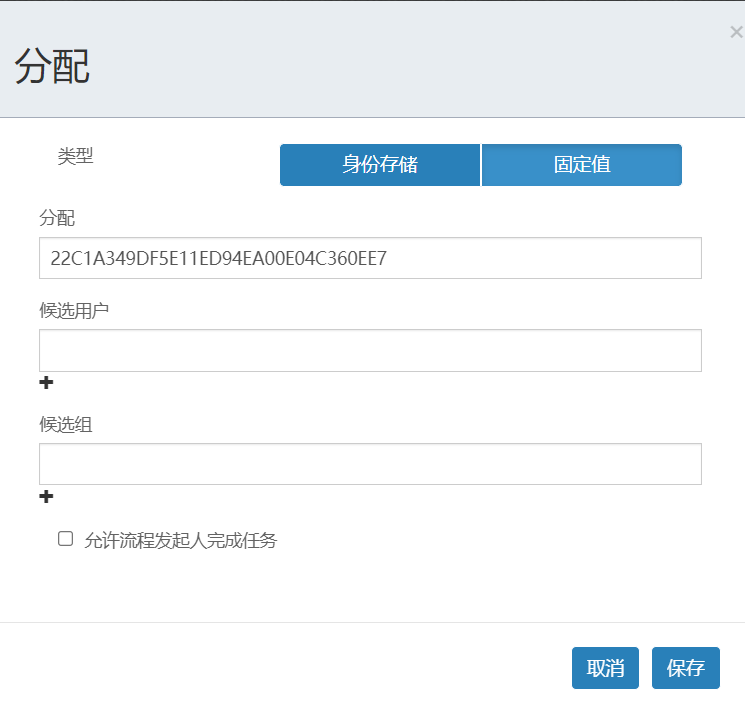 分配
类型
身份存储
固定值
分配
22C1A349DF5E11ED94EA00E04C360EE7
候选用户
候选组
允许流程发起人完成任务
取消
保存